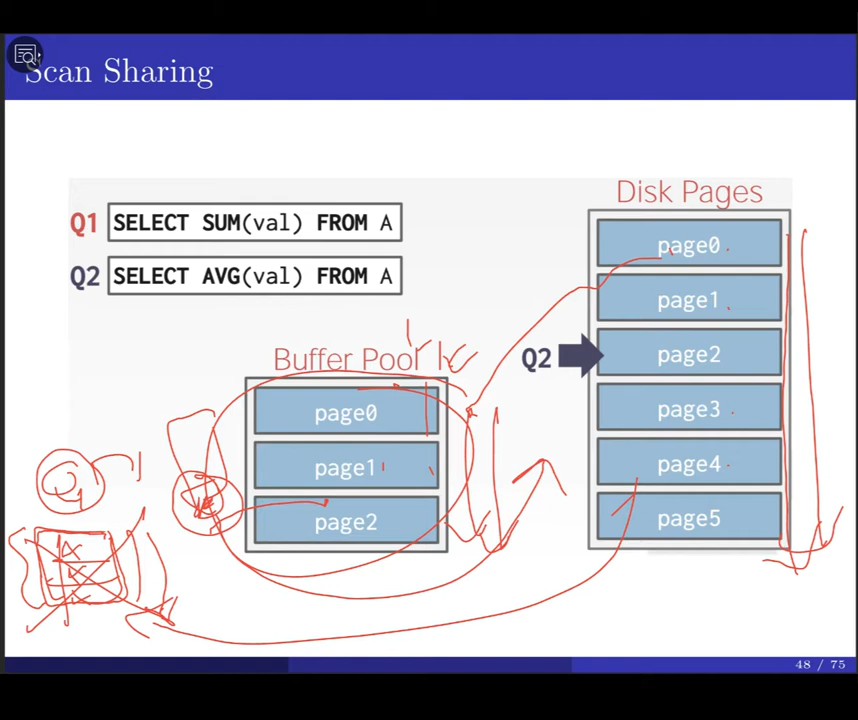 Scan Sharing
Q1 SELECT SUM(val) FROM A
Q2 SELECT AVG(val) FROM A
Disk Pages
page0
page1
Q2
page2
page3
page4
page5
Buffer Pool
page0
page1
page2
48 / 75